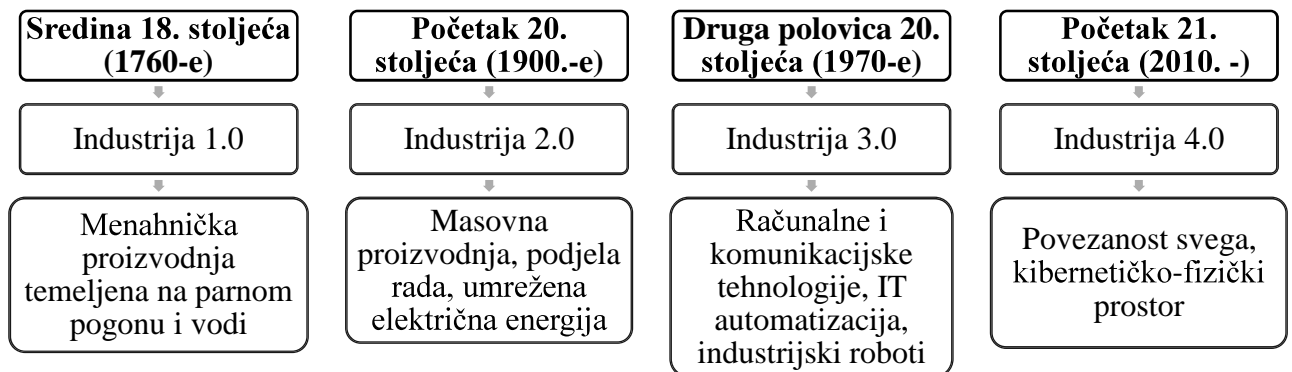 Sredina 18. stoljeća
(1760-e)
Industrija 1.0
Menahnička
proizvodnja
temeljena na parnom
pogonu i vodi
Početak 20.
stoljeća (1900.-e)
Industrija 2.0
Masovna
proizvodnja, podjela
rada, umrežena
električna energija
Druga polovica 20.
stoljeća (1970-e)
Industrija 3.0
Računalne i
komunikacijske
tehnologije, IT
automatizacija,
industrijski roboti
Početak 21.
stoljeća (2010. -)
Industrija 4.0
Povezanost svega,
kibernetičko-fizički
prostor